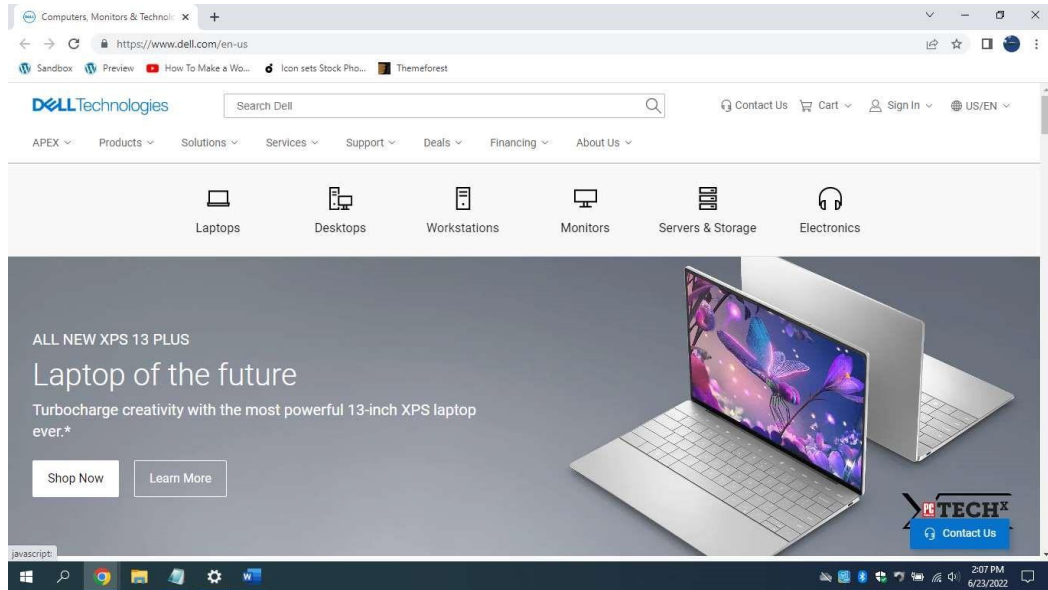 Computers, Monitors & Technolo
https://www.dell.com/en-us
Sandbox Preview How To Make a Wo... Icon sets Stock Pho... Themeforest
DELLTechnologies Search Dell Contact Us Cart Sign In US/EN
APEX Products Solutions Services Support Deals Financing About Us
Laptops Desktops Workstations Monitors Servers & Storage Electronics
ALL NEW XPS 13 PLUS
Laptop of the future
Turbocharge creativity with the most powerful 13-inch XPS laptop
ever.*
Shop Now Learn More
PC TECH X
Contact Us
javascript:
2:07 PM
6/23/2022